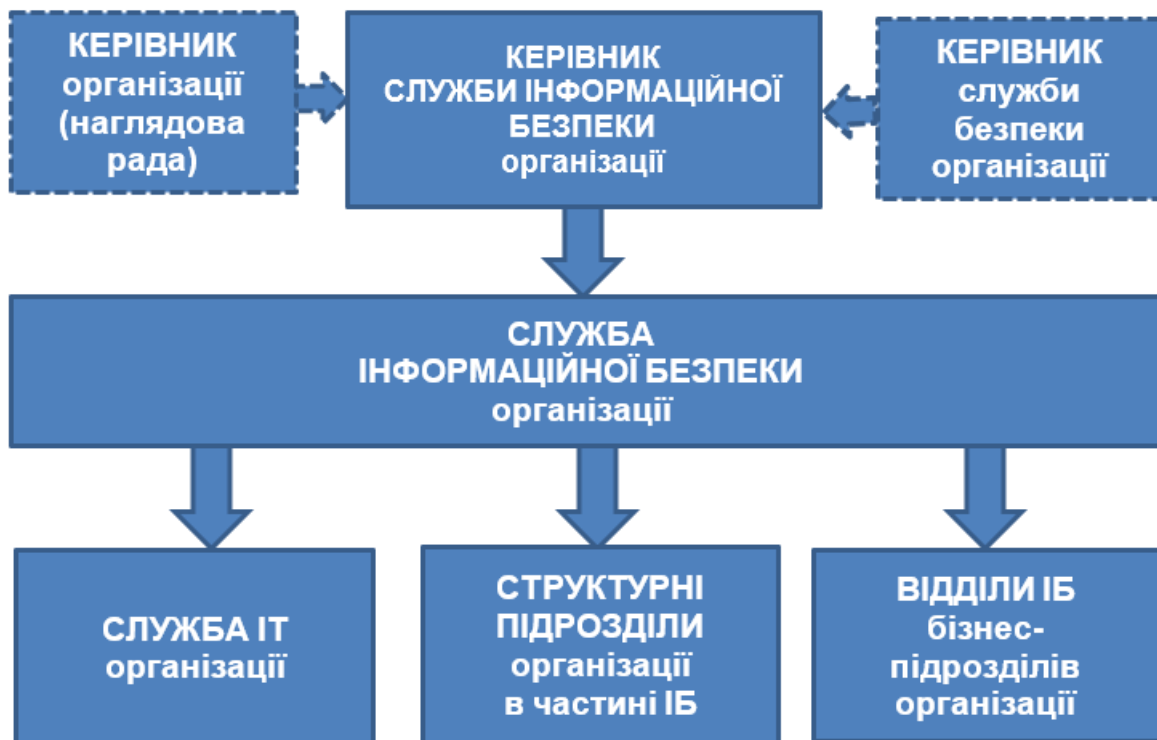 КЕРІВНИК
організації
(наглядова
рада)
КЕРІВНИК
СЛУЖБИ ІНФОРМАЦІЙНОЇ
БЕЗПЕКИ
організації
КЕРІВНИК
служби
безпеки
організації
СЛУЖБА
ІНФОРМАЦІЙНОЇ БЕЗПЕКИ
організації
СЛУЖБА ІТ
організації
СТРУКТУРНІ
ПІДРОЗДІЛИ
організації
в частині ІБ
ВІДДІЛИ ІБ
бізнес-
підрозділів
організації